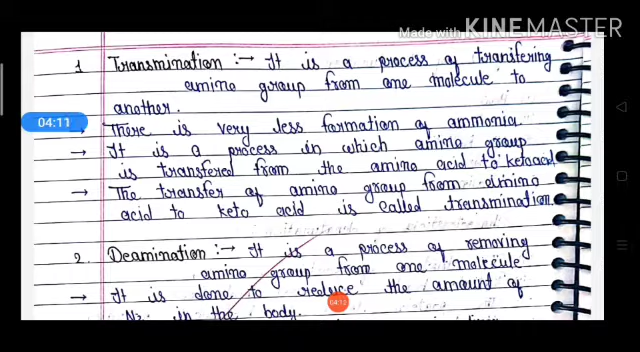 Made with KINEMASTER
1 Transmination :→ It is a process of transfering
amino group from one molecule to
another.
04:11
→ There is very less formation of ammonia
→ It is a process in which amino group
is transfered from the amino acid to ketoacid
→ The transfer of amino group from amino
acid to keto acid is called transmination
2. Deamination :→ It is a process of removing
amino group from one molecule
→ It is done to reduce the amount of
04:12
N₂ in the body.